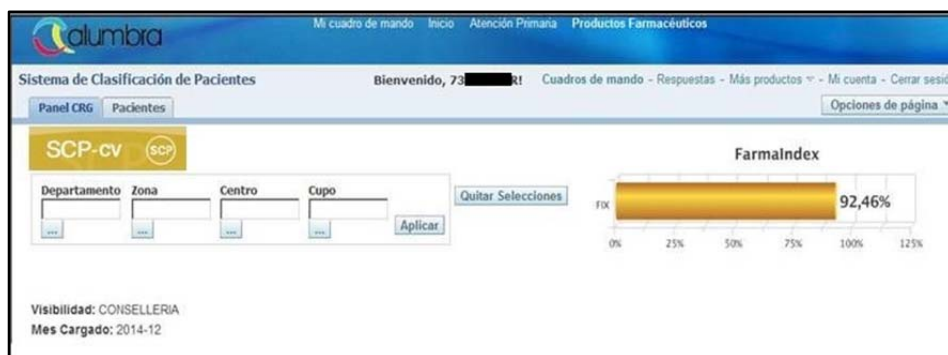 alumbra
Mi cuadro de mando Inicio Atención Primaria Productos Farmacéuticos
Sistema de Clasificación de Pacientes
Bienvenido, 73 R!
Cuadros de mando - Respuestas - Más productos - Mi cuenta - Cerrar sesió
Panel CRG Pacientes
Opciones de página
SCP-cv SCP
FarmaIndex
Departamento Zona Centro Cupo
Quitar Selecciones
... ... ... ...
Aplicar
FIX
92,46%
0% 25% 50% 75% 100% 125%
Visibilidad: CONSELLERIA
Mes Cargado: 2014-12